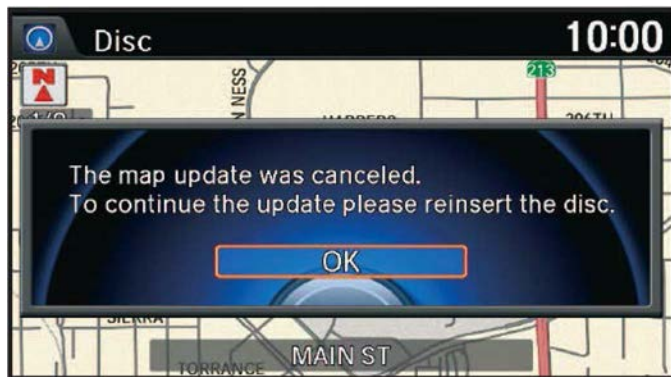 Disc
10:00
N
NESS
213
The map update was canceled.
To continue the update please reinsert the disc.
OK
SIERRA
MAIN ST
TORRANCE